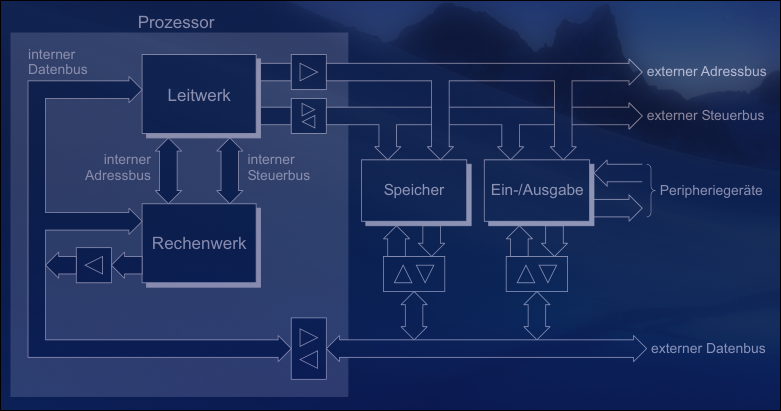 Prozessor
interner
Datenbus
Leitwerk
externer Adressbus
externer Steuerbus
interner
Adressbus
interner
Steuerbus
Speicher
Ein-/Ausgabe
Peripheriegeräte
Rechenwerk
externer Datenbus